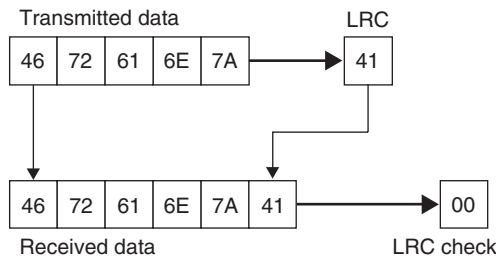 Transmitted data LRC
46 72 61 6E 7A 41
46 72 61 6E 7A 41 00
Received data LRC check